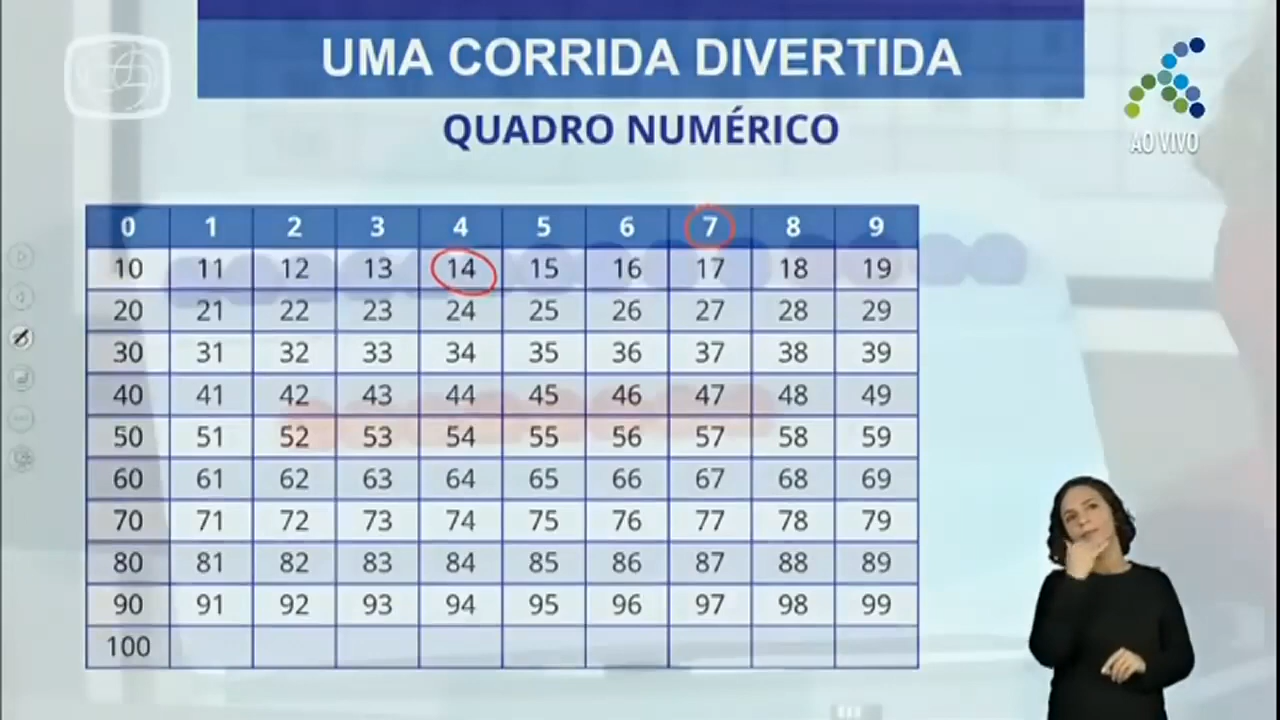 UMA CORRIDA DIVERTIDA
QUADRO NUMÉRICO
AO VIVO
0 1 2 3 4 5 6 7 8 9
10 11 12 13 14 15 16 17 18 19
20 21 22 23 24 25 26 27 28 29
30 31 32 33 34 35 36 37 38 39
40 41 42 43 44 45 46 47 48 49
50 51 52 53 54 55 56 57 58 59
60 61 62 63 64 65 66 67 68 69
70 71 72 73 74 75 76 77 78 79
80 81 82 83 84 85 86 87 88 89
90 91 92 93 94 95 96 97 98 99
100